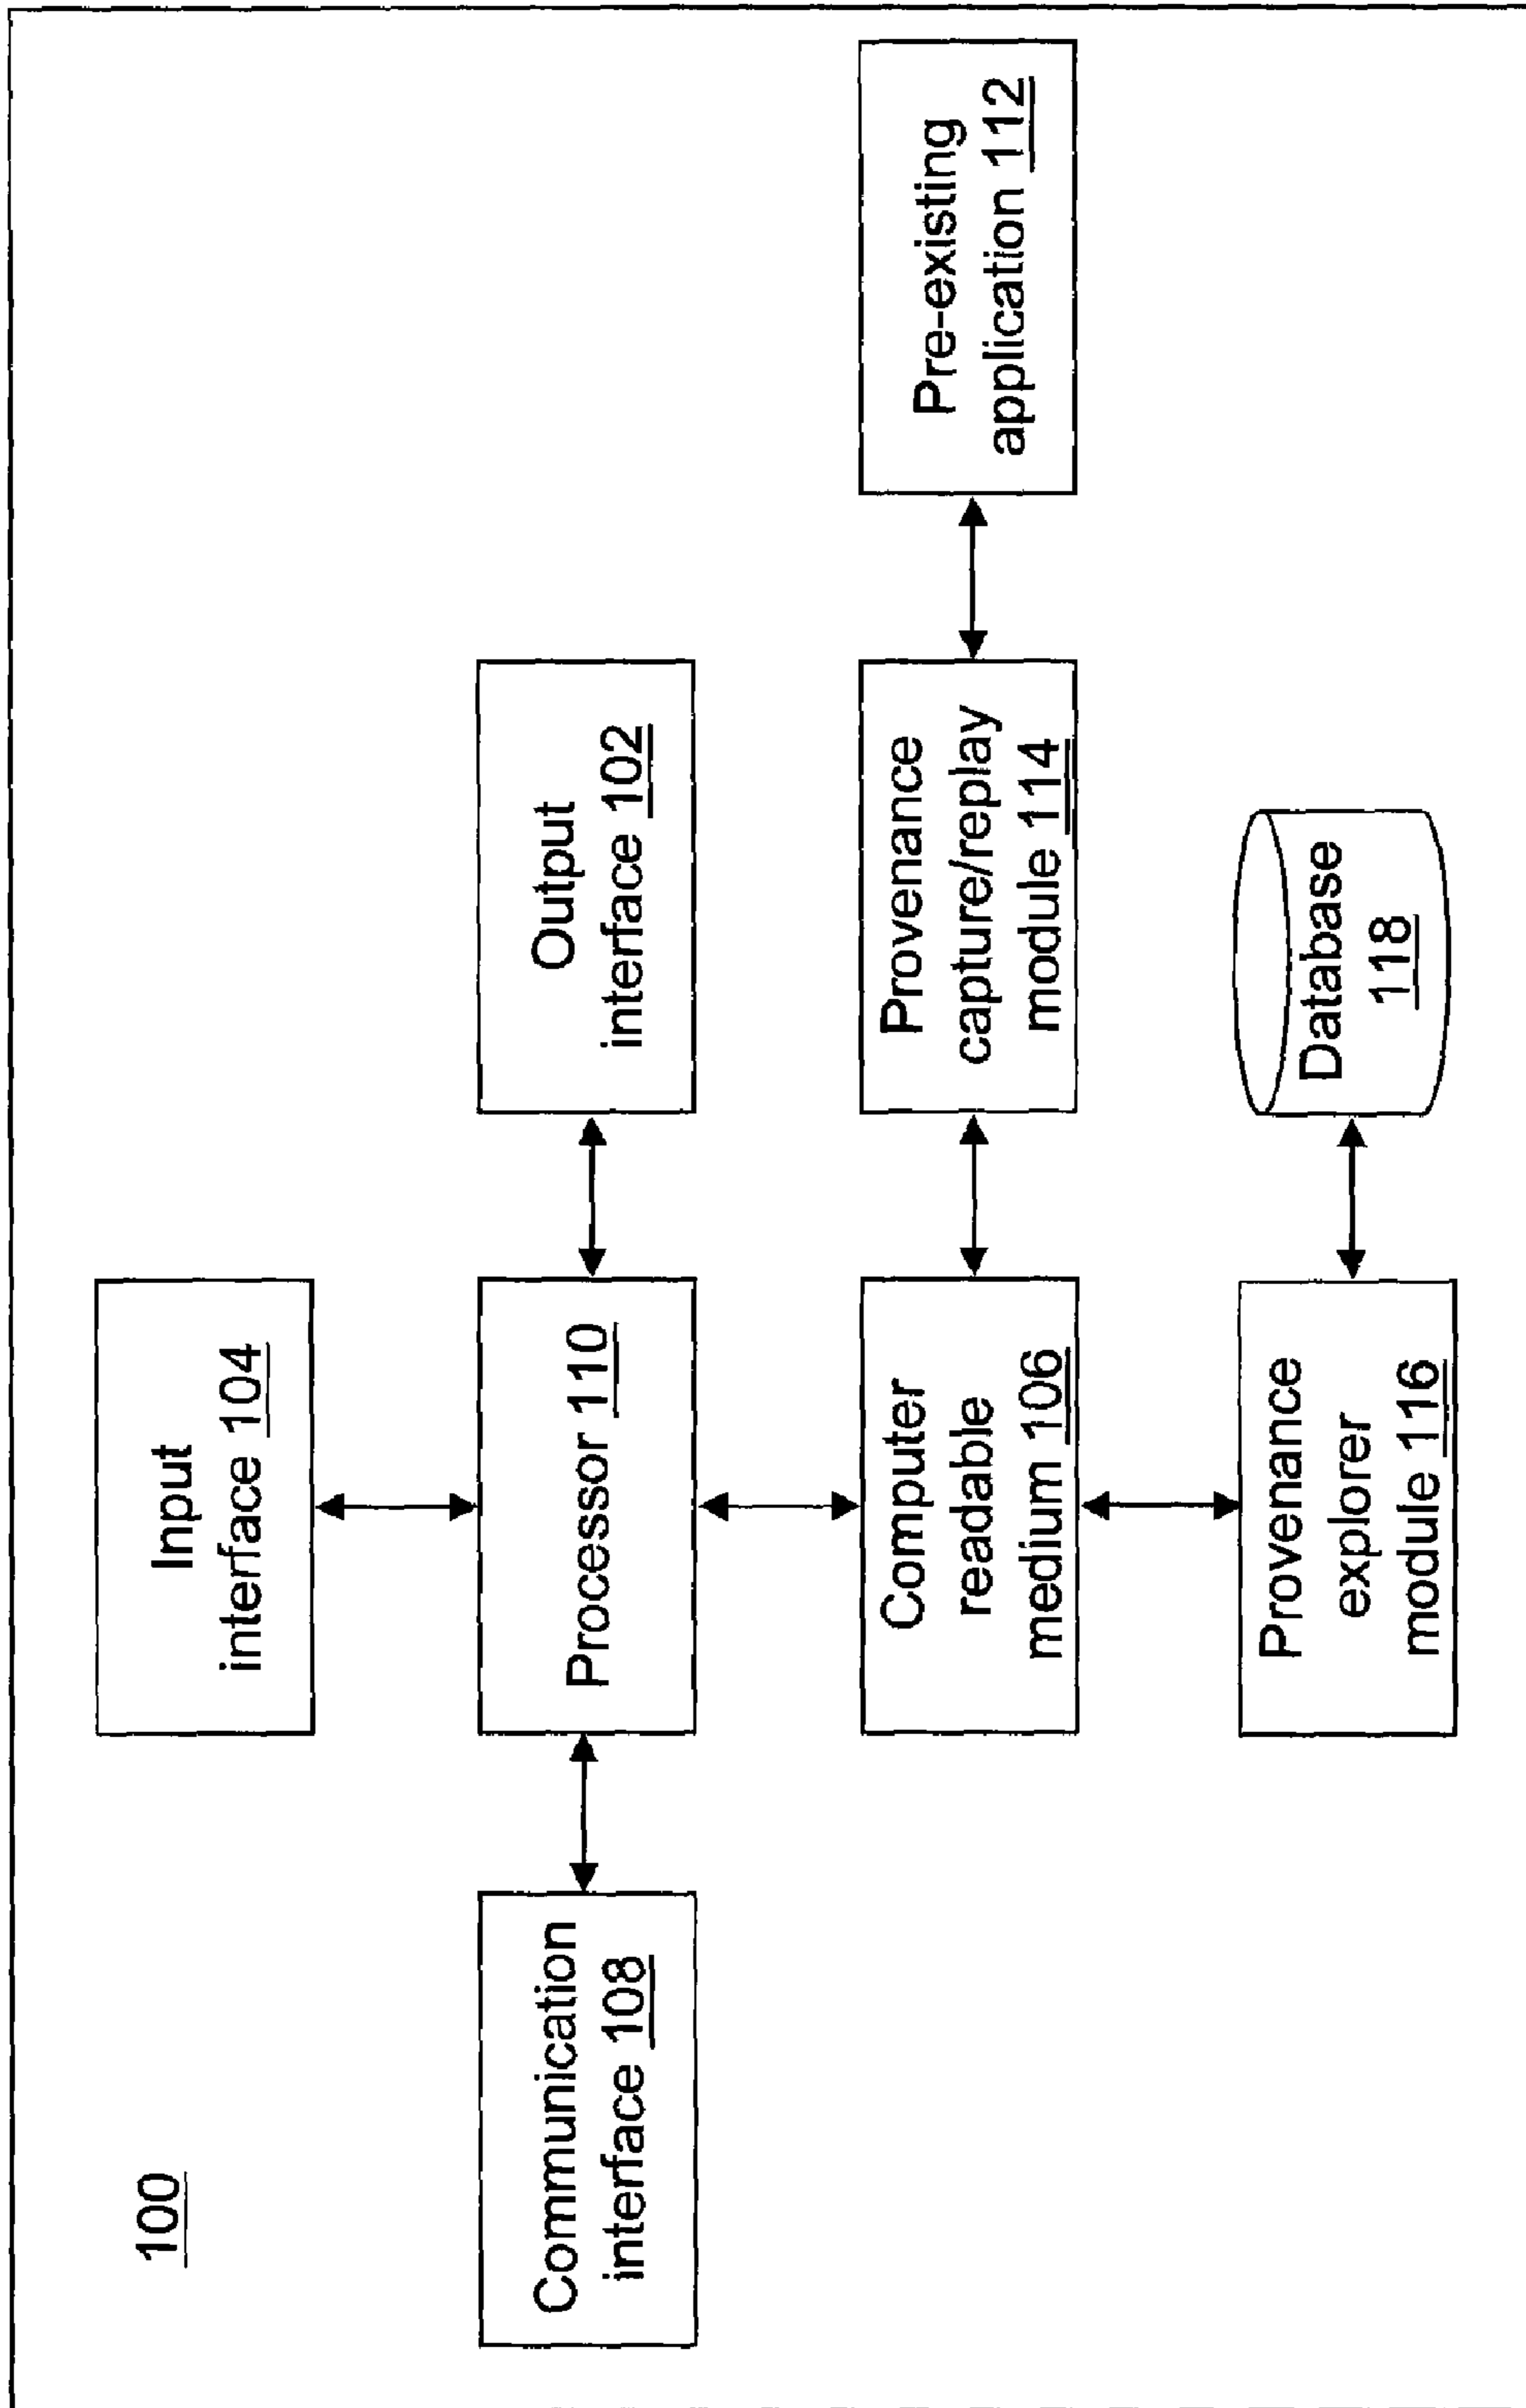 100
Input
interface 104
Communication
interface 108
Processor 110
Output
interface 102
Computer
readable
medium 106
Provenance
capture/replay
module 114
Pre-existing
application 112
Provenance
explorer
module 116
Database
118